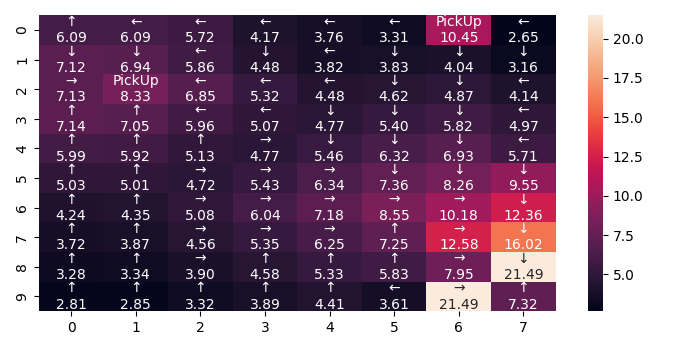 ↑ ← ← ← ← ← PickUp ←
0 6.09 6.09 5.72 4.17 3.76 3.31 10.45 2.65
↓ ↓ ← ↓ ← ↓ ↓ ↓
1 7.12 6.94 5.86 4.48 3.82 3.83 4.04 3.16
→ PickUp ← ← ← ↓ ↓ ←
2 7.13 8.33 6.85 5.32 4.48 4.62 4.87 4.14
↑ ↑ ← ← ↓ ↓ ↓ ←
3 7.14 7.05 5.96 5.07 4.77 5.40 5.82 4.97
↑ ↑ ↑ → ↓ ↓ ↓ ←
4 5.99 5.92 5.13 4.77 5.46 6.32 6.93 5.71
↑ ↑ → → → ↓ ↓ ↓
5 5.03 5.01 4.72 5.43 6.34 7.36 8.26 9.55
↑ ↑ → → → → → ↓
6 4.24 4.35 5.08 6.04 7.18 8.55 10.18 12.36
↑ ↑ → → → ↑ → ↓
7 3.72 3.87 4.56 5.35 6.25 7.25 12.58 16.02
↑ ↑ → ↑ ↑ ↑ → ↓
8 3.28 3.34 3.90 4.58 5.33 5.83 7.95 21.49
↑ ↑ ↑ ↑ ↑ ← → ↑
9 2.81 2.85 3.32 3.89 4.41 3.61 21.49 7.32
0 1 2 3 4 5 6 7
20.0
17.5
15.0
12.5
10.0
7.5
5.0